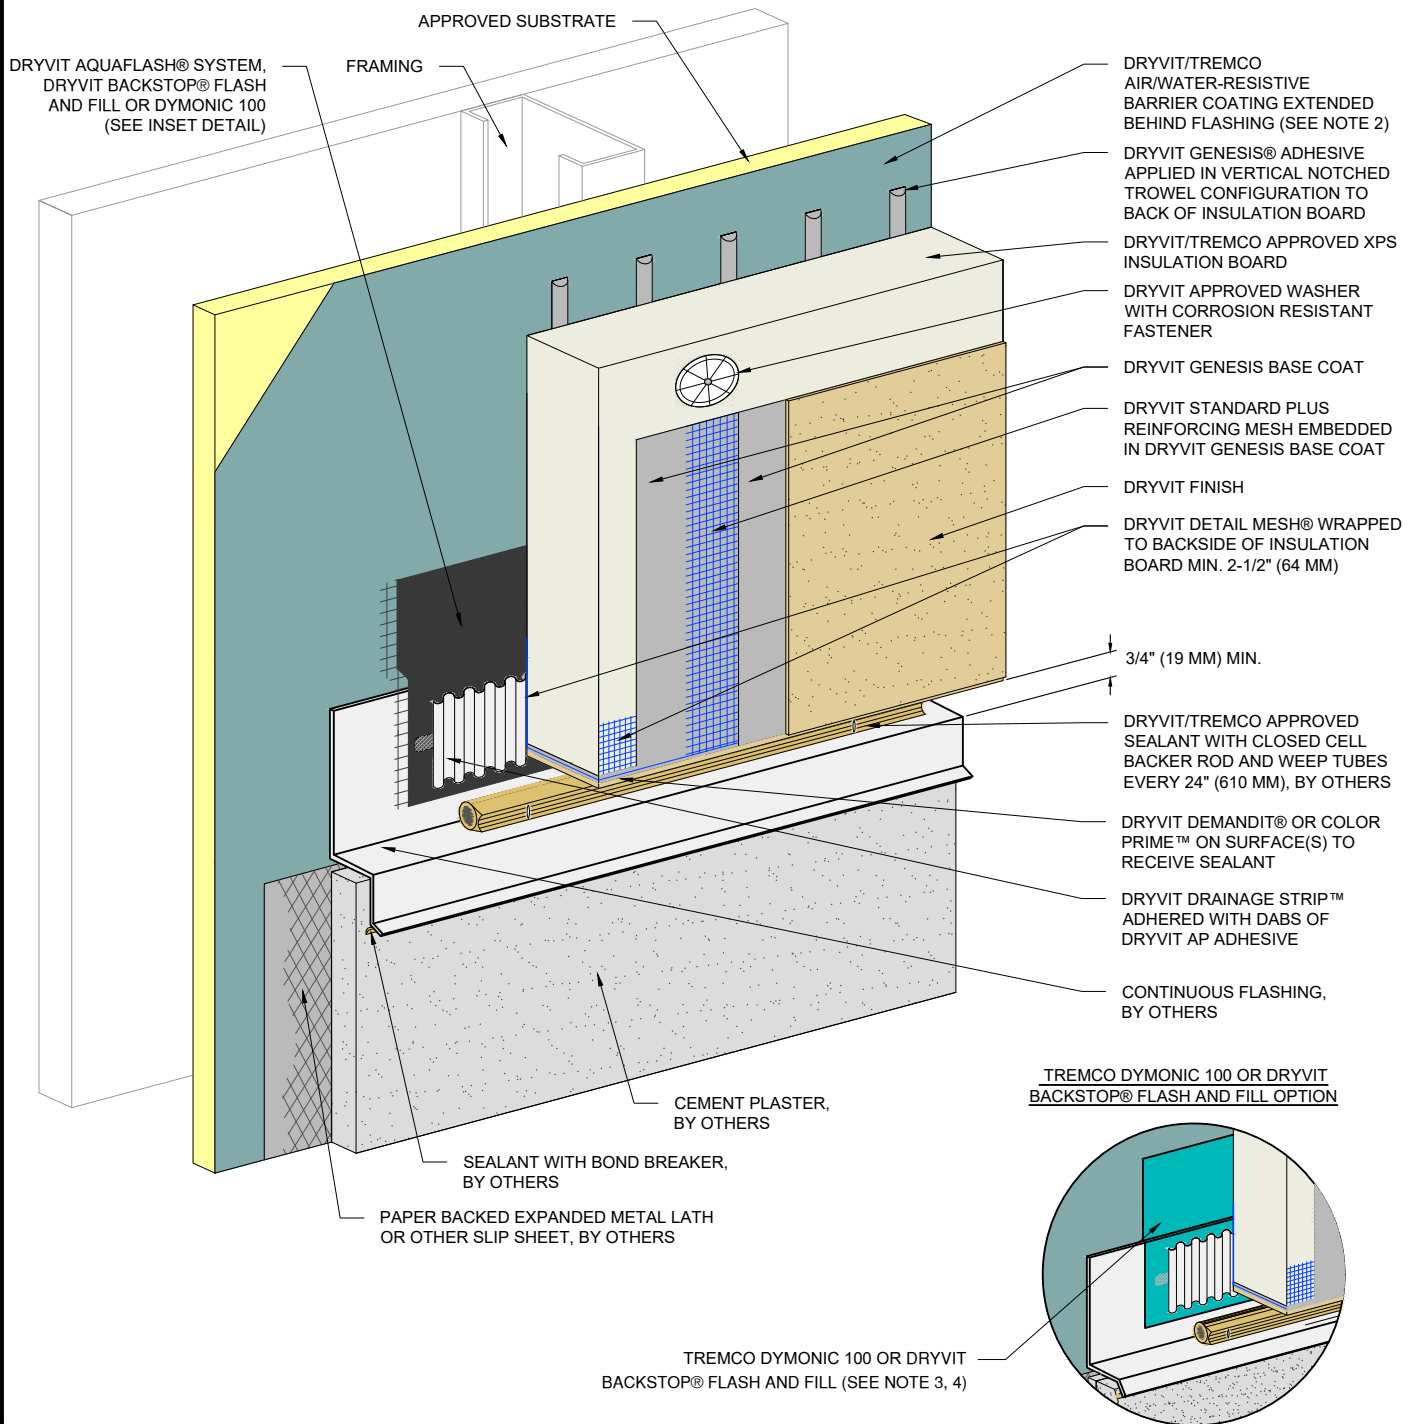 APPROVED SUBSTRATE
DRYVIT AQUAFLASH® SYSTEM,
DRYVIT BACKSTOP® FLASH
AND FILL OR DYMONIC 100
(SEE INSET DETAIL)
FRAMING
DRYVIT/TREMCO
AIR/WATER-RESISTIVE
BARRIER COATING EXTENDED
BEHIND FLASHING (SEE NOTE 2)
DRYVIT GENESIS® ADHESIVE
APPLIED IN VERTICAL NOTCHED
TROWEL CONFIGURATION TO
BACK OF INSULATION BOARD
DRYVIT/TREMCO APPROVED XPS
INSULATION BOARD
DRYVIT APPROVED WASHER
WITH CORROSION RESISTANT
FASTENER
DRYVIT GENESIS BASE COAT
DRYVIT STANDARD PLUS
REINFORCING MESH EMBEDDED
IN DRYVIT GENESIS BASE COAT
DRYVIT FINISH
DRYVIT DETAIL MESH® WRAPPED
TO BACKSIDE OF INSULATION
BOARD MIN. 2-1/2" (64 MM)
3/4" (19 MM) MIN.
DRYVIT/TREMCO APPROVED
SEALANT WITH CLOSED CELL
BACKER ROD AND WEEP TUBES
EVERY 24" (610 MM), BY OTHERS
DRYVIT DEMANDIT® OR COLOR
PRIME™ ON SURFACE(S) TO
RECEIVE SEALANT
DRYVIT DRAINAGE STRIP™
ADHERED WITH DABS OF
DRYVIT AP ADHESIVE
CONTINUOUS FLASHING,
BY OTHERS
CEMENT PLASTER,
BY OTHERS
SEALANT WITH BOND BREAKER,
BY OTHERS
PAPER BACKED EXPANDED METAL LATH
OR OTHER SLIP SHEET, BY OTHERS
TREMCO DYMONIC 100 OR DRYVIT
BACKSTOP® FLASH AND FILL OPTION
TREMCO DYMONIC 100 OR DRYVIT
BACKSTOP® FLASH AND FILL (SEE NOTE 3, 4)